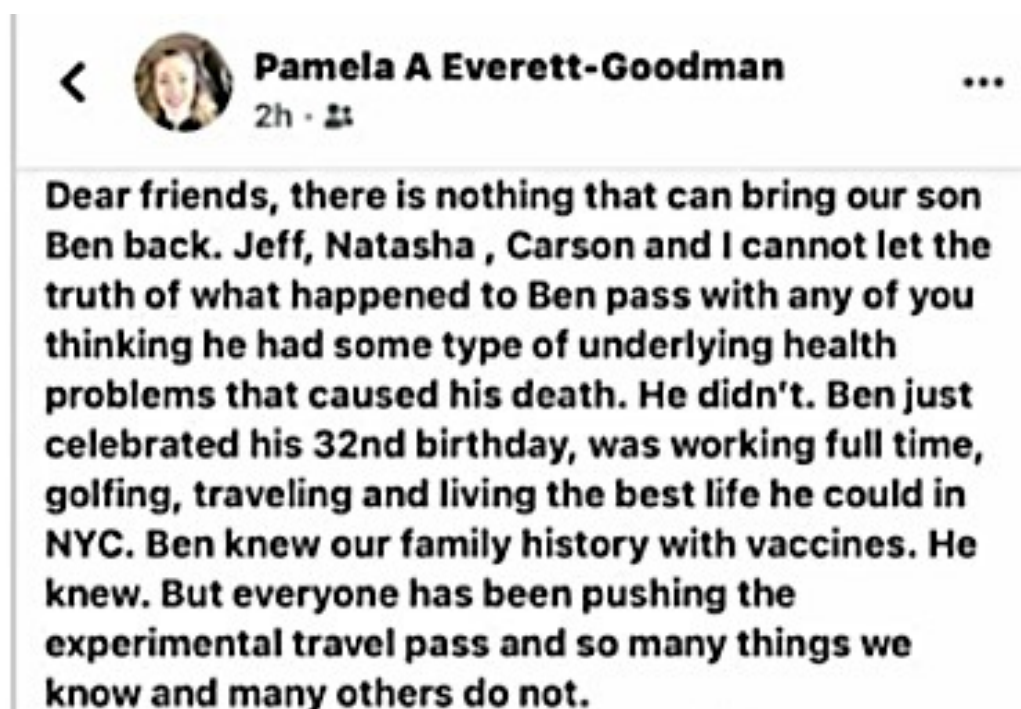 Pamela A Everett-Goodman
2h ·
Dear friends, there is nothing that can bring our son
Ben back. Jeff, Natasha , Carson and I cannot let the
truth of what happened to Ben pass with any of you
thinking he had some type of underlying health
problems that caused his death. He didn't. Ben just
celebrated his 32nd birthday, was working full time,
golfing, traveling and living the best life he could in
NYC. Ben knew our family history with vaccines. He
knew. But everyone has been pushing the
experimental travel pass and so many things we
know and many others do not.